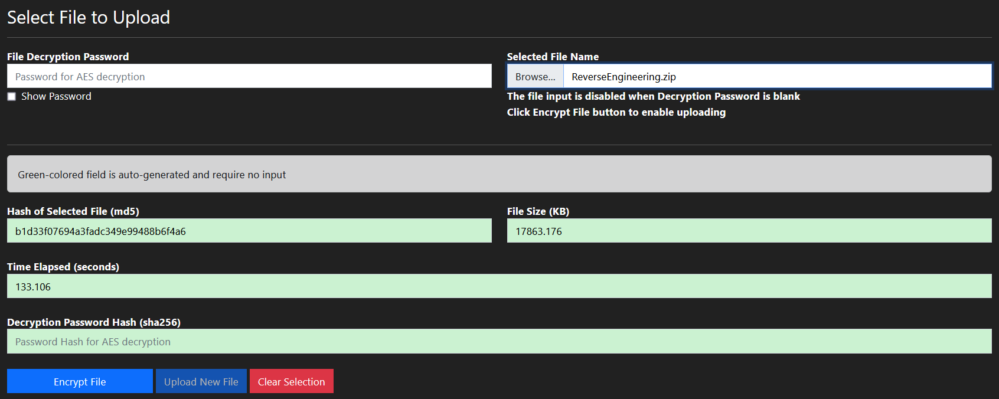 Select File to Upload
File Decryption Password
Password for AES decryption
Show Password
Selected File Name
Browse... ReverseEngineering.zip
The file input is disabled when Decryption Password is blank
Click Encrypt File button to enable uploading
Green-colored field is auto-generated and require no input
Hash of Selected File (md5)
b1d33f07694a3fadc349e99488b6f4a6
File Size (KB)
17863.176
Time Elapsed (seconds)
133.106
Decryption Password Hash (sha256)
Password Hash for AES decryption
Encrypt File Upload New File Clear Selection